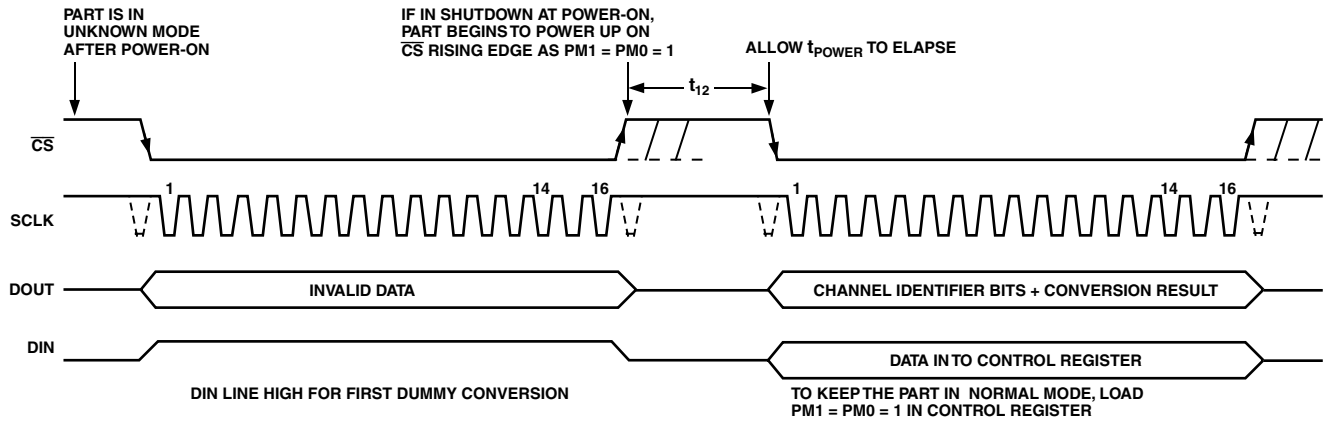 PART IS IN
UNKNOWN MODE
AFTER POWER-ON
IF IN SHUTDOWN AT POWER-ON,
PART BEGINS TO POWER UP ON
CS RISING EDGE AS PM1 = PM0 = 1
ALLOW tPOWER TO ELAPSE
t12
CS
1
14
16
1
14
16
SCLK
DOUT
INVALID DATA
CHANNEL IDENTIFIER BITS + CONVERSION RESULT
DIN
DATA IN TO CONTROL REGISTER
DIN LINE HIGH FOR FIRST DUMMY CONVERSION
TO KEEP THE PART IN NORMAL MODE, LOAD
PM1 = PM0 = 1 IN CONTROL REGISTER